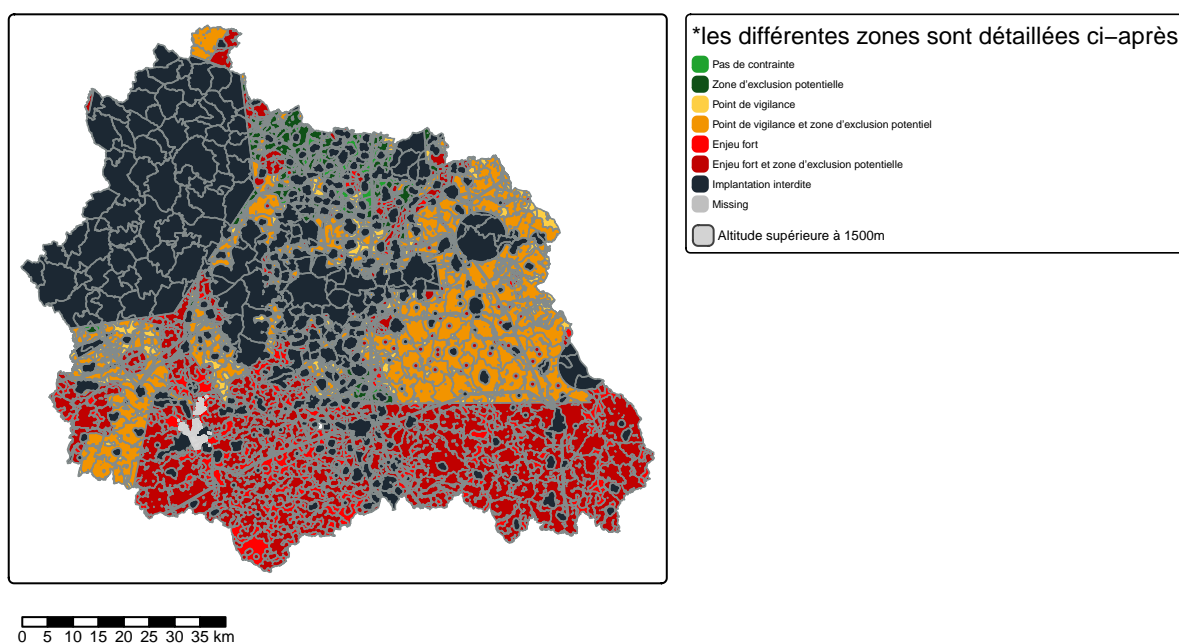 *les différentes zones sont détaillées ci−après
Pas de contrainte
Zone d'exclusion potentielle
Point de vigilance
Point de vigilance et zone d'exclusion potentiel
Enjeu fort
Enjeu fort et zone d'exclusion potentielle
Implantation interdite
Missing
Altitude supérieure à 1500m
0 5 10 15 20 25 30 35 km